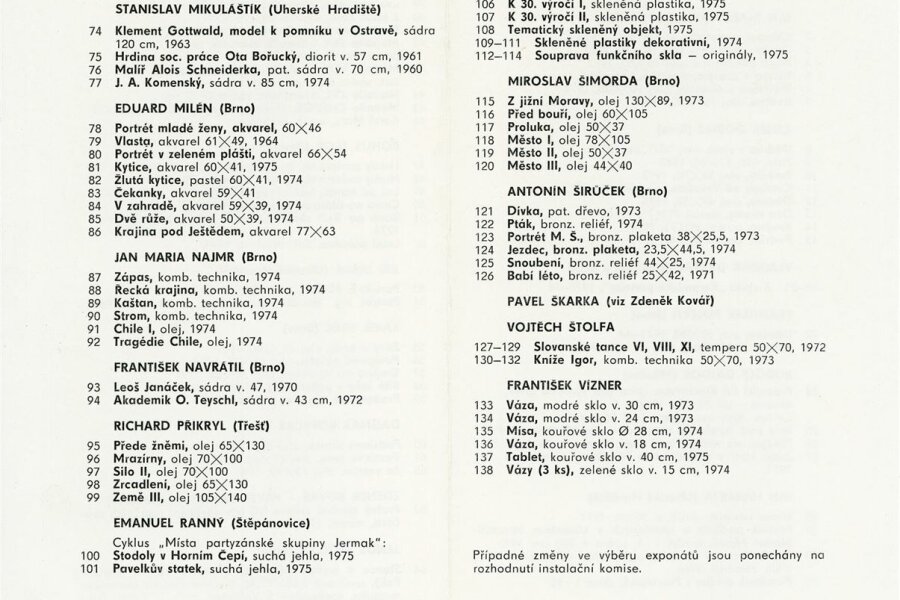 STANISLAV MIKULÁŠTÍK (Uherské Hradiště)
74 Klement Gottwald, model k pomníku v Ostravě, sádra
120 cm, 1963
75 Hrdina soc. práce Ota Bořucký, diorit v. 57 cm, 1961
76 Malíř Alois Schneiderka, pat. sádra v. 70 cm, 1960
77 J. A. Komenský, sádra v. 85 cm, 1974
EDUARD MILÉN (Brno)
78 Portrét mladé ženy, akvarel, 60×46
79 Vlasta, akvarel 61×49, 1964
80 Portrét v zeleném plášti, akvarel 66×54
81 Kytice, akvarel 60×41, 1975
82 Žlutá kytice, pastel 60×41, 1974
83 Čekanky, akvarel 59×41
84 V zahradě, akvarel 59×39, 1974
85 Dvě růže, akvarel 50×39, 1974
86 Krajina pod Ještědem, akvarel 77×63
JAN MARIA NAJMR (Brno)
87 Zápas, komb. technika, 1974
88 Řecká krajina, komb. technika, 1974
89 Kaštan, komb. technika, 1974
90 Strom, komb. technika, 1974
91 Chile I, olej, 1974
92 Tragédie Chile, olej, 1974
FRANTIŠEK NAVRÁTIL (Brno)
93 Leoš Janáček, sádra v. 47, 1970
94 Akademik O. Teyschl, sádra v. 43 cm, 1972
RICHARD PŘIKRYL (Třešť)
95 Přede žněmi, olej 65×130
96 Mrazírny, olej 70×100
97 Silo II, olej 70×100
98 Zrcadlení, olej 65×130
99 Země III, olej 105×140
EMANUEL RANNÝ (Štěpánovice)
Cyklus „Místa partyzánské skupiny Jermak“:
100 Stodoly v Horním Čepí, suchá jehla, 1975
101 Pavelkův statek, suchá jehla, 1975
106 K 30. výročí I, skleněná plastika, 1975
107 K 30. výročí II, skleněná plastika, 1975
108 Tematický skleněný objekt, 1975
109—111 Skleněné plastiky dekorativní, 1974
112—114 Souprava funkčního skla — originály, 1975
MIROSLAV ŠIMORDA (Brno)
115 Z jižní Moravy, olej 130×89, 1973
116 Před bouří, olej 60×105
117 Proluka, olej 50×37
118 Město I, olej 78×105
119 Město II, olej 50×37
120 Město III, olej 44×40
ANTONÍN ŠIRŮČEK (Brno)
121 Dívka, pat. dřevo, 1973
122 Pták, bronz. reliéf, 1974
123 Portrét M. Š., bronz. plaketa 38×25,5, 1973
124 Jezdec, bronz. plaketa, 23,5×44,5, 1974
125 Snoubení, bronz. reliéf 44×25, 1974
126 Babí léto, bronz. reliéf 25×42, 1971
PAVEL ŠKARKA (viz Zdeněk Kovář)
VOJTĚCH ŠTOLFA
127—129 Slovanské tance VI, VIII, XI, tempera 50×70, 1972
130—132 Kníže Igor, komb. technika 50×70, 1973
FRANTIŠEK VÍZNER
133 Váza, modré sklo v. 30 cm, 1973
134 Váza, modré sklo v. 24 cm, 1973
135 Mísa, kouřové sklo Ø 28 cm, 1974
136 Váza, kouřové sklo v. 18 cm, 1974
137 Tablet, kouřové sklo v. 40 cm, 1975
138 Vázy (3 ks), zelené sklo v. 15 cm, 1974
Případné změny ve výběru exponátů jsou ponechány na
rozhodnutí instalační komise.